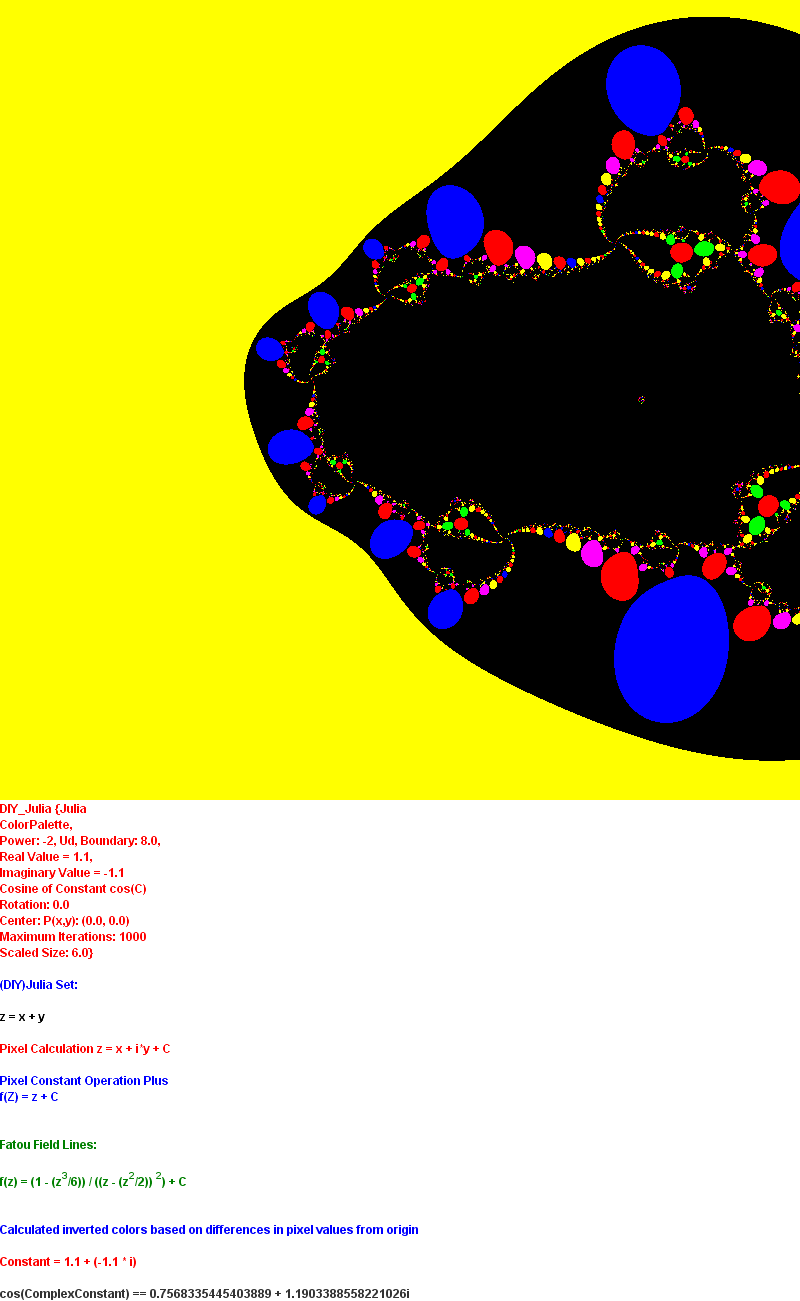 DIY_Julia {Julia
ColorPalette,
Power: -2, Ud, Boundary: 8.0,
Real Value = 1.1,
Imaginary Value = -1.1
Cosine of Constant cos(C)
Rotation: 0.0
Center: P(x,y): (0.0, 0.0)
Maximum Iterations: 1000
Scaled Size: 6.0}
(DIY)Julia Set:
z = x + y
Pixel Calculation z = x + i*y + C
Pixel Constant Operation Plus
f(Z) = z + C
Fatou Field Lines:
f(z) = (1 - (z^3/6)) / ((z - (z^2/2)) ^2) + C
Calculated inverted colors based on differences in pixel values from origin
Constant = 1.1 + (-1.1 * i)
cos(ComplexConstant) == 0.7568335445403889 + 1.1903388558221026i